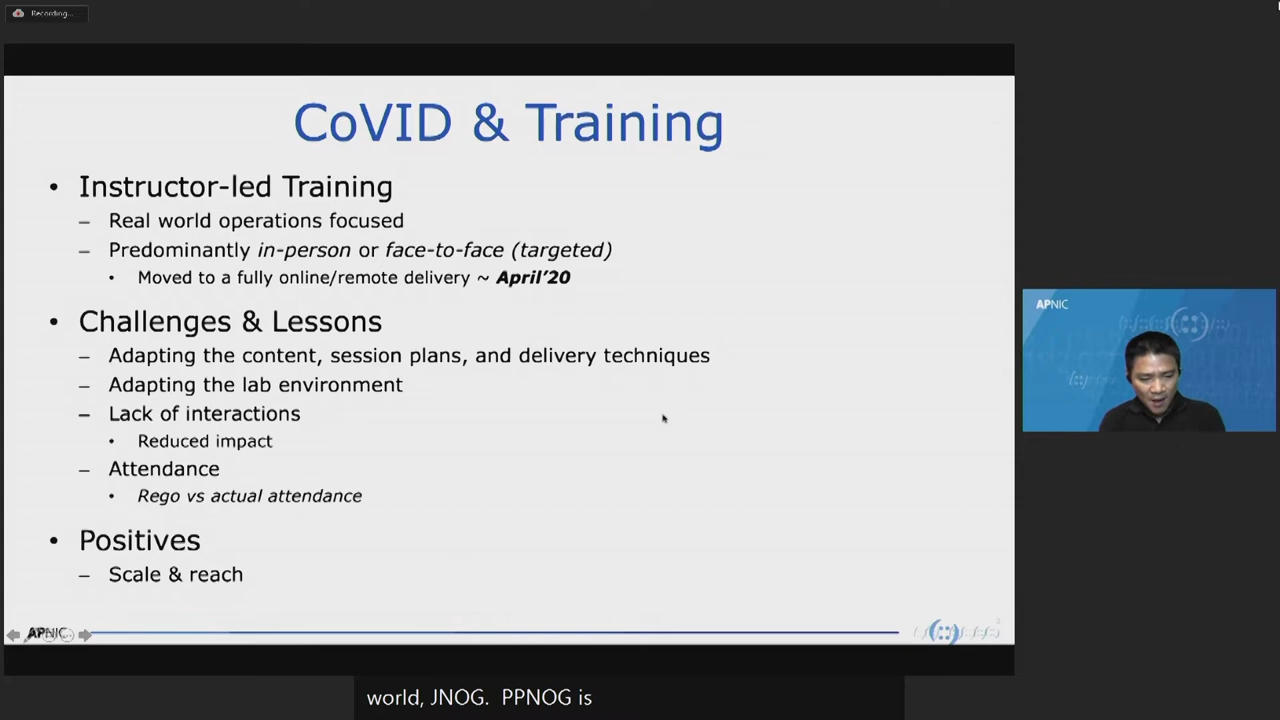 Recording...
CoVID & Training
• Instructor-led Training
– Real world operations focused
– Predominantly in-person or face-to-face (targeted)
• Moved to a fully online/remote delivery ~ April'20
• Challenges & Lessons
– Adapting the content, session plans, and delivery techniques
– Adapting the lab environment
– Lack of interactions
• Reduced impact
– Attendance
• Rego vs actual attendance
• Positives
– Scale & reach
APNIC
APNIC
world, JNOG. PPNOG is